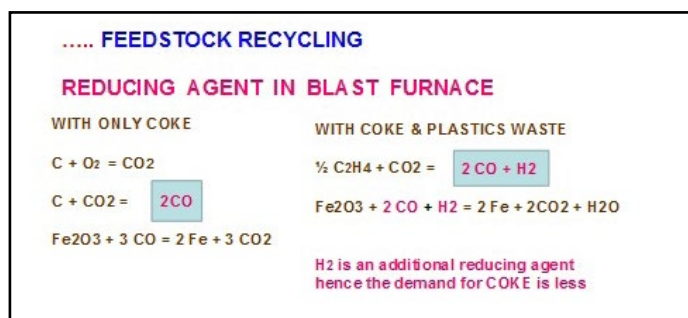 ..... FEEDSTOCK RECYCLING
REDUCING AGENT IN BLAST FURNACE
WITH ONLY COKE
C + O2 = CO2
C + CO2 = 2CO
Fe2O3 + 3 CO = 2 Fe + 3 CO2
WITH COKE & PLASTICS WASTE
½ C2H4 + CO2 = 2 CO + H2
Fe2O3 + 2 CO + H2 = 2 Fe + 2CO2 + H2O
H2 is an additional reducing agent
hence the demand for COKE is less